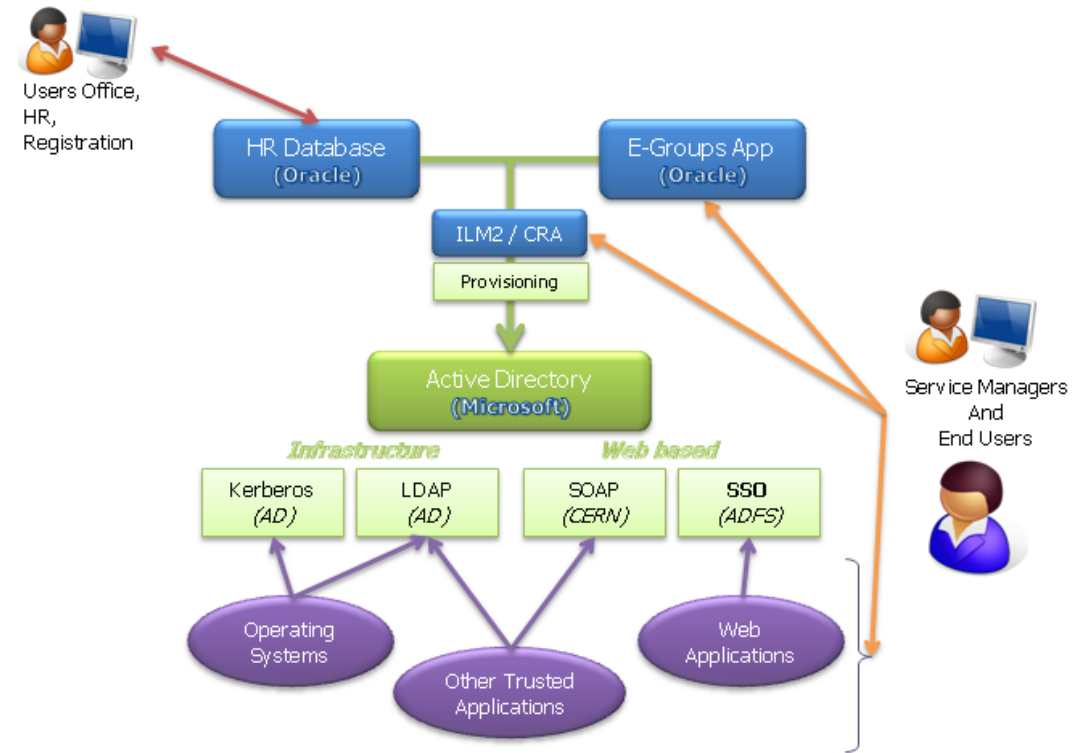 Users Office,
HR,
Registration
HR Database
(Oracle)
E-Groups App
(Oracle)
ILM2 / CRA
Provisioning
Active Directory
(Microsoft)
Service Managers
And
End Users
Infrastructure
Web based
Kerberos
(AD)
LDAP
(AD)
SOAP
(CERN)
SSO
(ADFS)
Operating
Systems
Other Trusted
Applications
Web
Applications